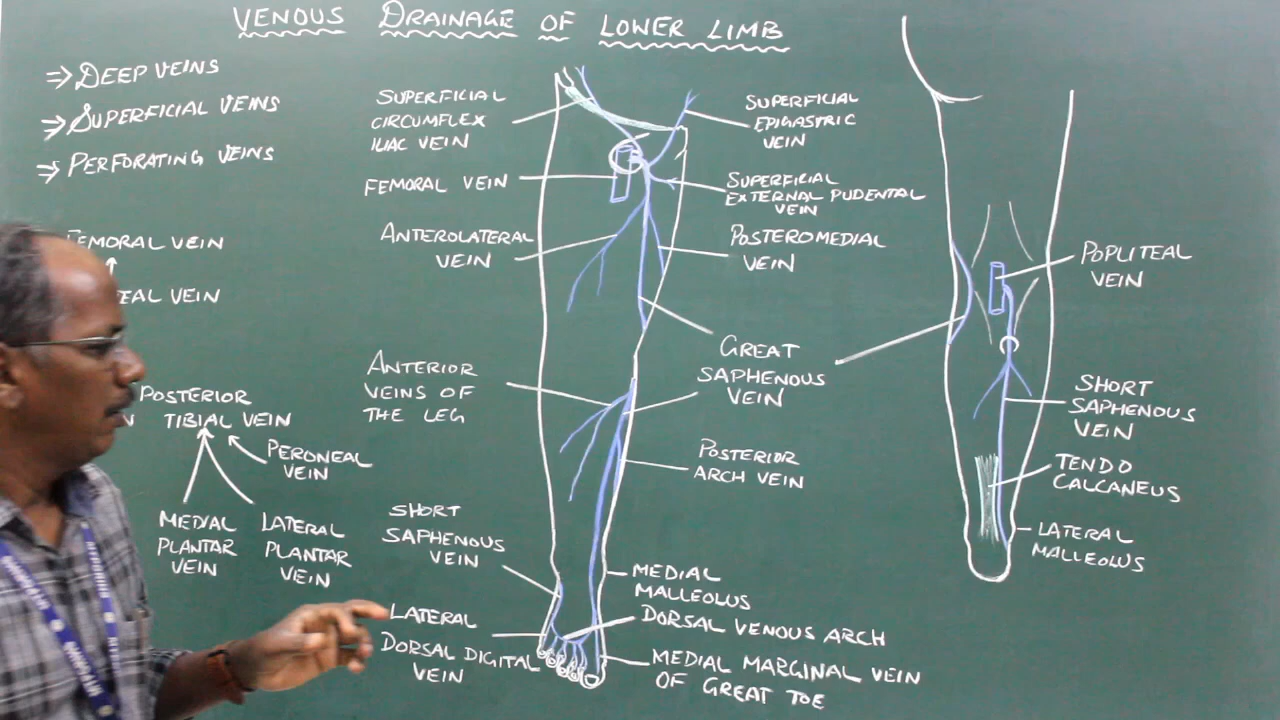 VENOUS DRAINAGE OF LOWER LIMB
⇒ DEEP VEINS
⇒ SUPERFICIAL VEINS
⇒ PERFORATING VEINS
FEMORAL VEIN
EAL VEIN
POSTERIOR
TIBIAL VEIN
PERONEAL
VEIN
MEDIAL
PLANTAR
VEIN
LATERAL
PLANTAR
VEIN
SUPERFICIAL
CIRCUMFLEX
ILIAC VEIN
FEMORAL VEIN
ANTEROLATERAL
VEIN
ANTERIOR
VEINS OF
THE LEG
SHORT
SAPHENOUS
VEIN
LATERAL
DORSAL DIGITAL
VEIN
SUPERFICIAL
EPIGASTRIC
VEIN
SUPERFICIAL
EXTERNAL PUDENTAL
VEIN
POSTEROMEDIAL
VEIN
GREAT
SAPHENOUS
VEIN
POSTERIOR
ARCH VEIN
MEDIAL
MALLEOLUS
DORSAL VENOUS ARCH
MEDIAL MARGINAL VEIN
OF GREAT TOE
POPLITEAL
VEIN
SHORT
SAPHENOUS
VEIN
TENDO
CALCANEUS
LATERAL
MALLEOLUS